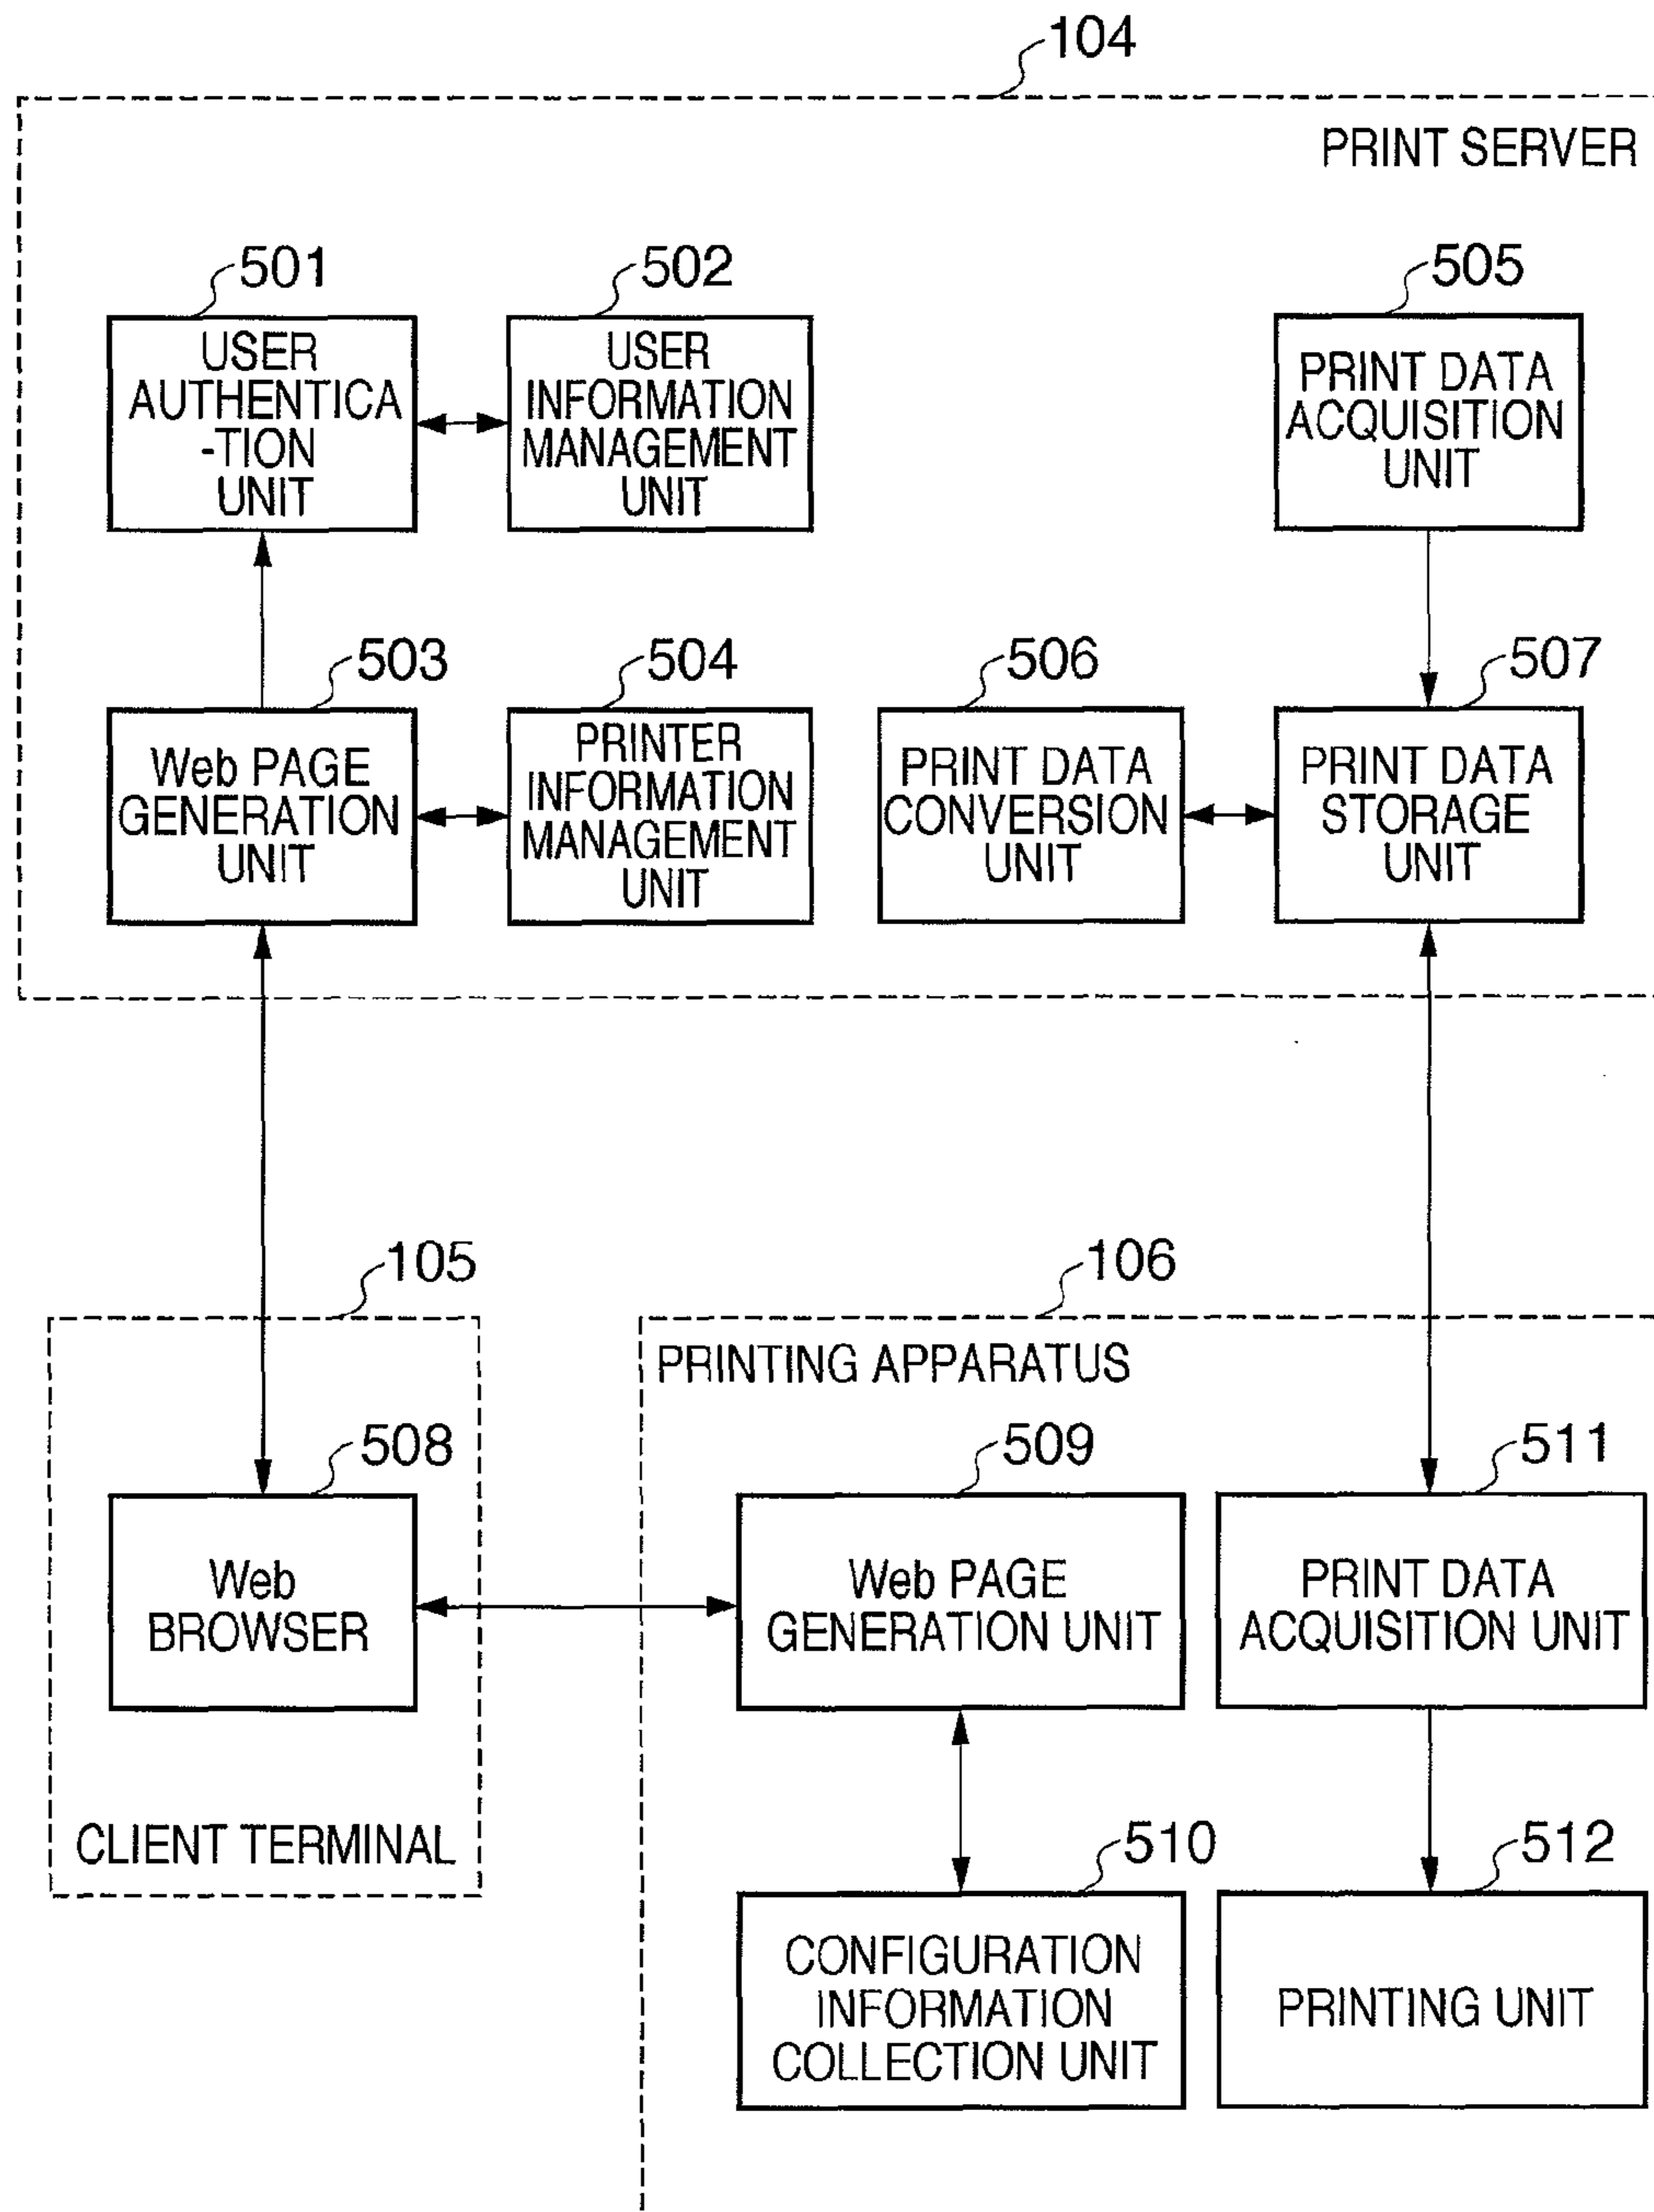 104
PRINT SERVER
501
USER
AUTHENTICA
-TION
UNIT
502
USER
INFORMATION
MANAGEMENT
UNIT
505
PRINT DATA
ACQUISITION
UNIT
503
Web PAGE
GENERATION
UNIT
504
PRINTER
INFORMATION
MANAGEMENT
UNIT
506
PRINT DATA
CONVERSION
UNIT
507
PRINT DATA
STORAGE
UNIT
105
106
PRINTING APPARATUS
508
Web
BROWSER
CLIENT TERMINAL
509
Web PAGE
GENERATION UNIT
511
PRINT DATA
ACQUISITION UNIT
510
CONFIGURATION
INFORMATION
COLLECTION UNIT
512
PRINTING UNIT